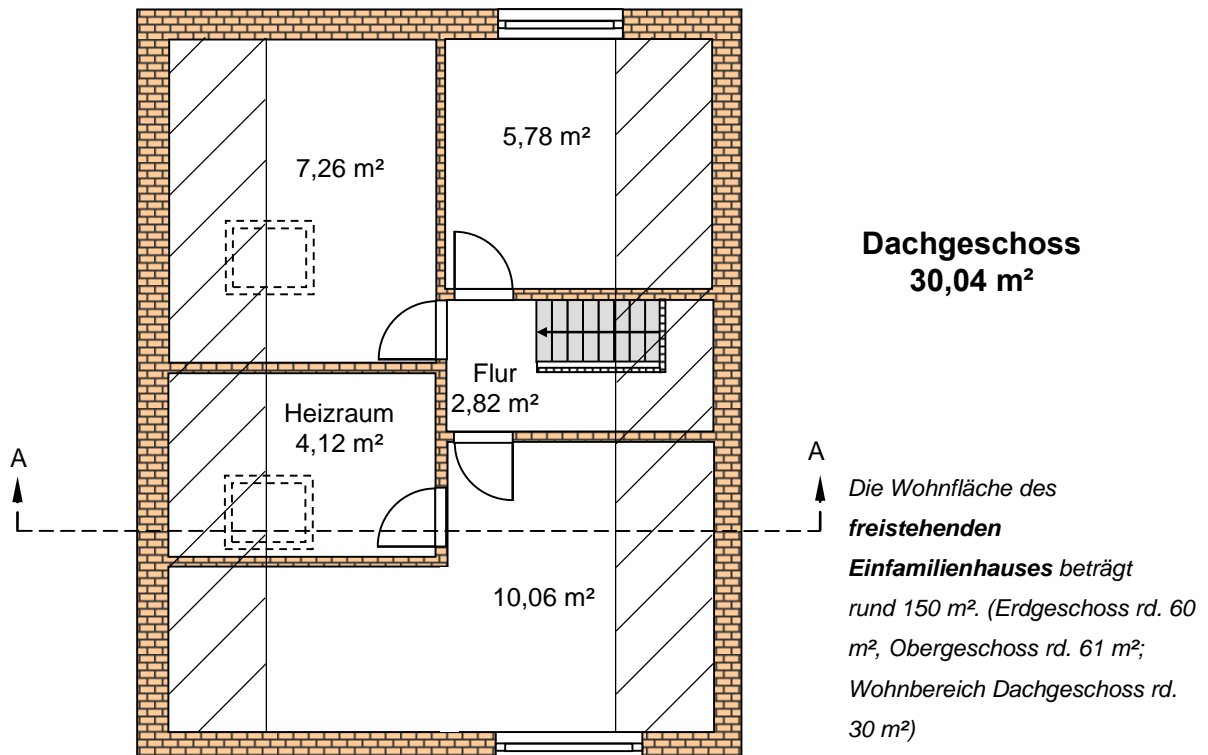 5,78 m²
7,26 m²
Dachgeschoss
30,04 m²
Flur
2,82 m²
Heizraum
4,12 m²
A
A
Die Wohnfläche des
freistehenden
Einfamilienhauses beträgt
rund 150 m². (Erdgeschoss rd. 60
m², Obergeschoss rd. 61 m²;
Wohnbereich Dachgeschoss rd.
30 m²)
10,06 m²